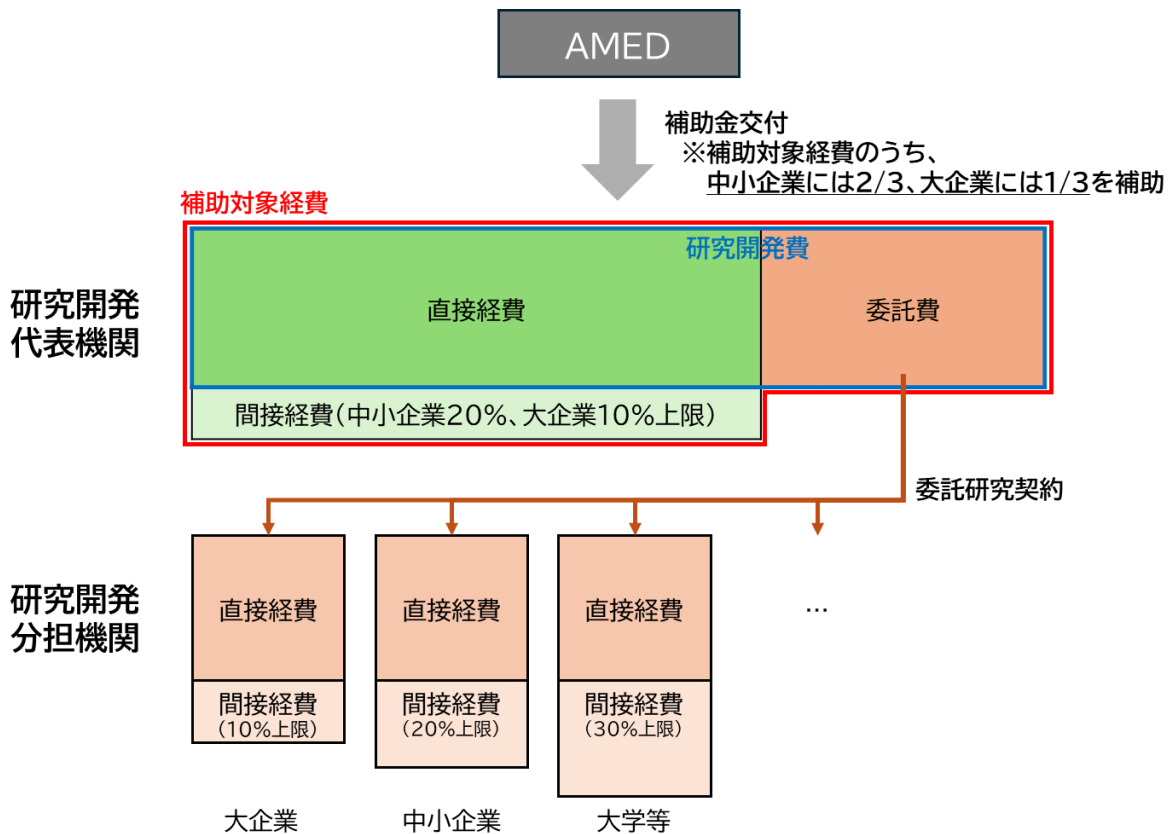 AMED
補助金交付
※補助対象経費のうち、
中小企業には2/3、大企業には1/3を補助
補助対象経費
研究開発費
研究開発
代表機関
直接経費
委託費
間接経費(中小企業20%、大企業10%上限)
委託研究契約
研究開発
分担機関
直接経費
直接経費
直接経費
…
間接経費
(10%上限)
間接経費
(20%上限)
間接経費
(30%上限)
大企業
中小企業
大学等